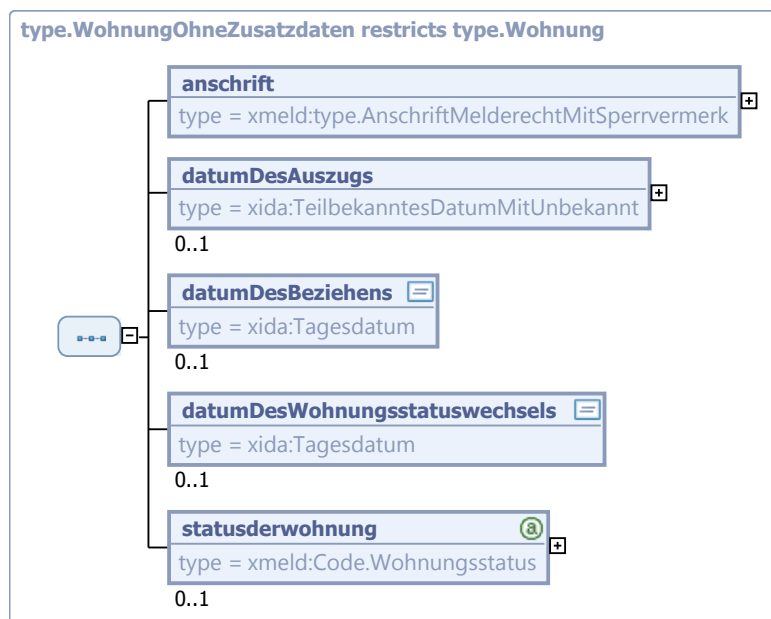 type.WohnungOhneZusatzdaten restricts type.Wohnung
anschrift
type = xmeld:type.AnschriftMelderechtMitSperrvermerk
datumDesAuszugs
type = xida:TeilbekanntesDatumMitUnbekannt
0..1
datumDesBeziehens
type = xida:Tagesdatum
0..1
datumDesWohnungsstatuswechsels
type = xida:Tagesdatum
0..1
statusderwohnung
type = xmeld:Code.Wohnungsstatus
0..1